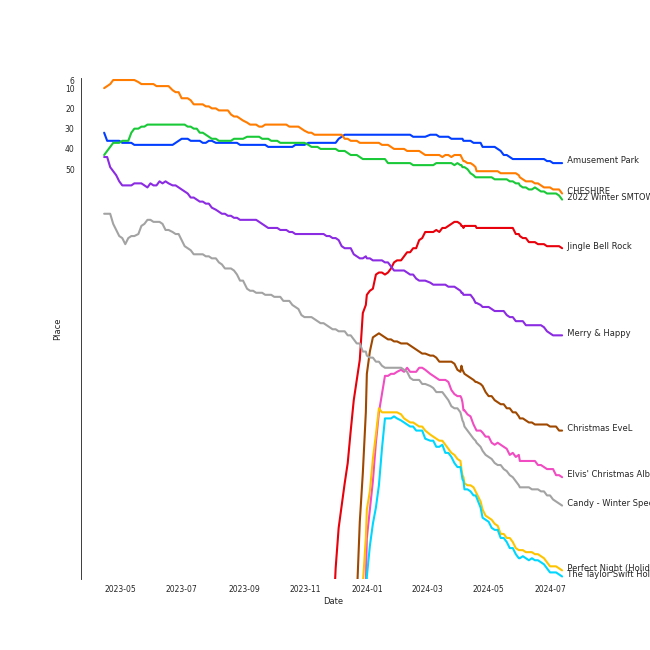 6
10
20
30
40
50
Place
Amusement Park
CHESHIRE
2022 Winter SMTOW
Jingle Bell Rock
Merry & Happy
Christmas EveL
Elvis' Christmas Alb
Candy - Winter Spe
Perfect Night (Holid
The Taylor Swift Hol
2023-05 2023-07 2023-09 2023-11 2024-01 2024-03 2024-05 2024-07
Date